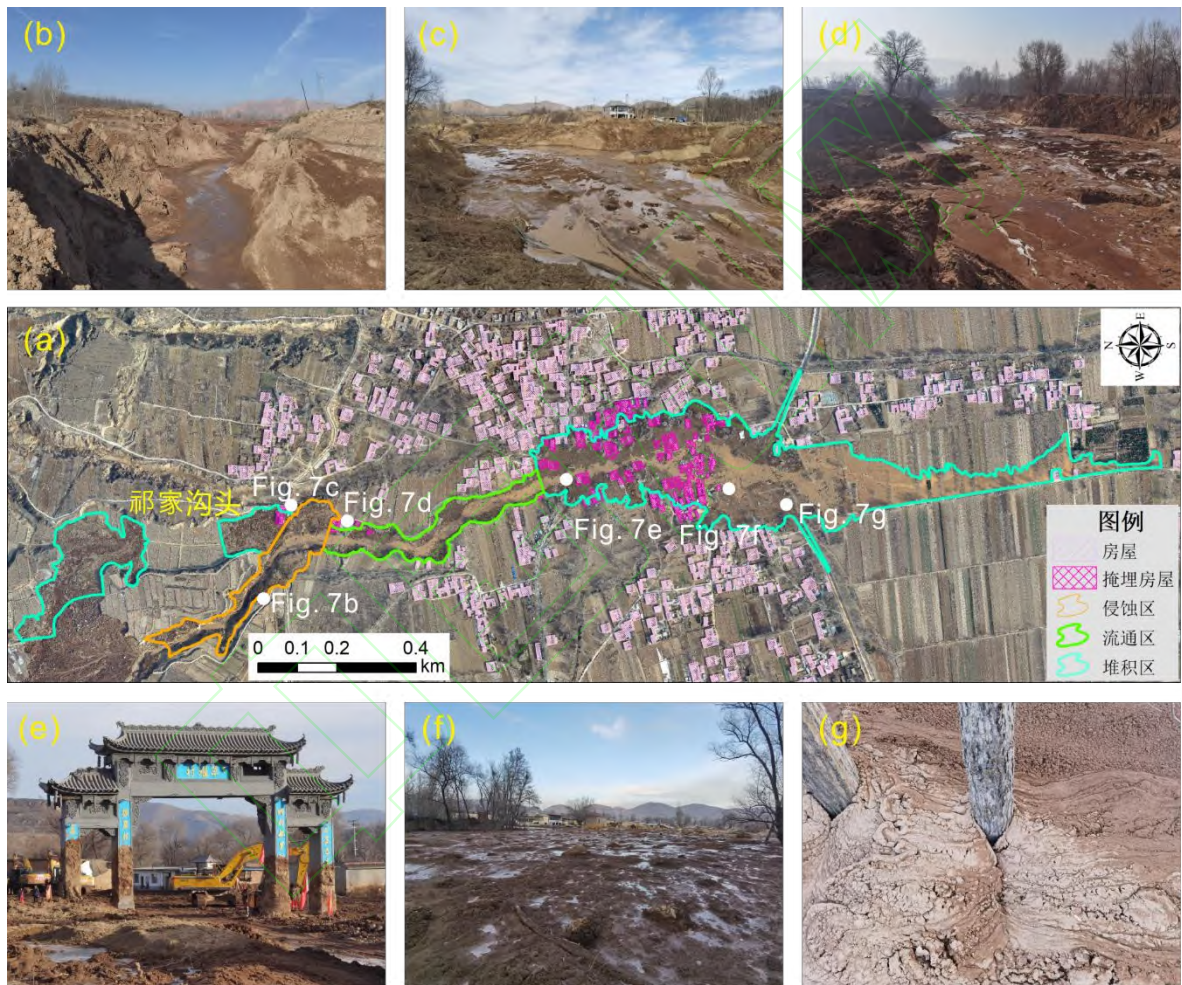 (b)
(c)
(d)
(a)
N
E
S
W
祁家沟头
Fig. 7c
Fig. 7d
Fig. 7e
Fig. 7f
Fig. 7g
Fig. 7b
0 0.1 0.2 0.4
km
图例
房屋
掩埋房屋
侵蚀区
流通区
堆积区
(e)
(f)
(g)